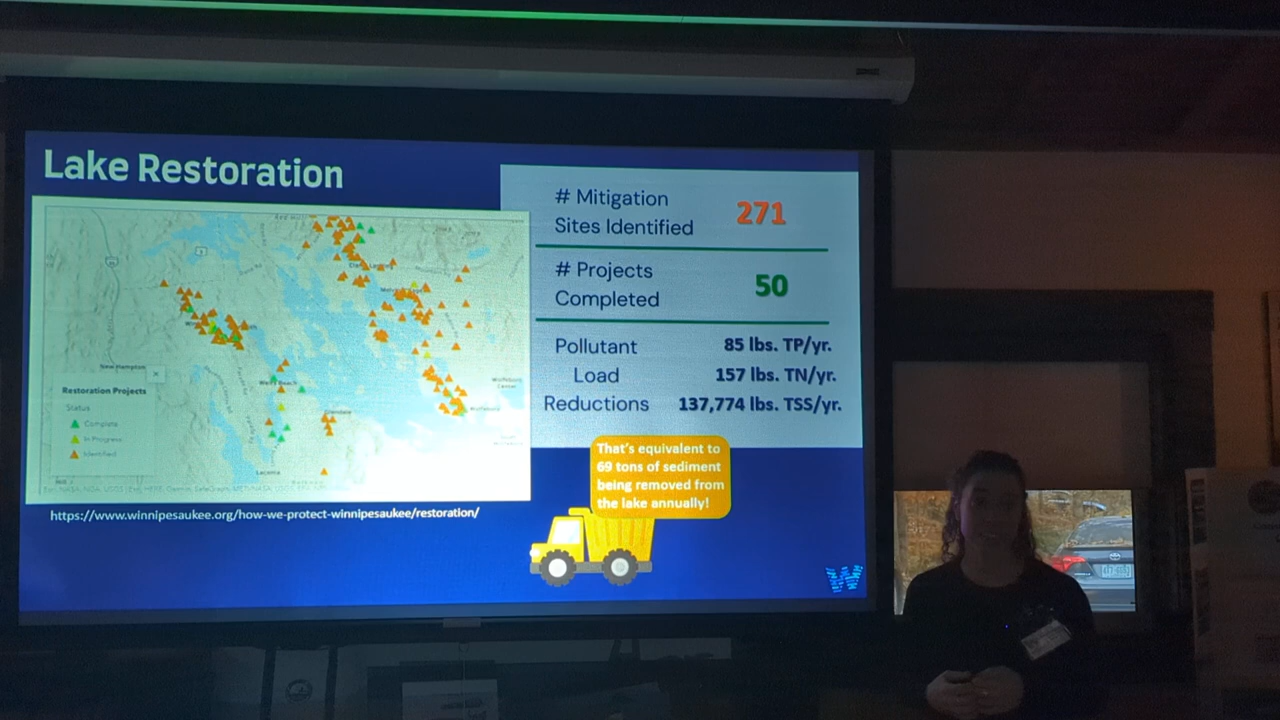 Lake Restoration
# Mitigation
Sites Identified
271
# Projects
Completed
50
Pollutant
Load
Reductions
85 lbs. TP/yr.
157 lbs. TN/yr.
137,774 lbs. TSS/yr.
That's equivalent to
69 tons of sediment
being removed from
the lake annually!
New Hampton
Weirs Beach
Glendale
Laconia
Wolfeboro
Center
Restoration Projects
Status
Complete
In Progress
Identified
https://www.winnipesaukee.org/how-we-protect-winnipesaukee/restoration/
W